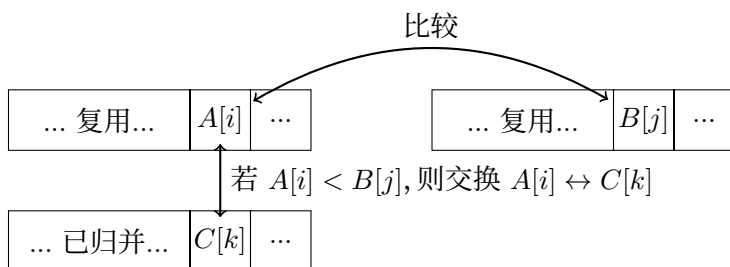 比较
... 复用... A[i] ... ... 复用... B[j] ...
若 A[i] < B[j], 则交换 A[i] ↔ C[k]
... 已归并... C[k] ...